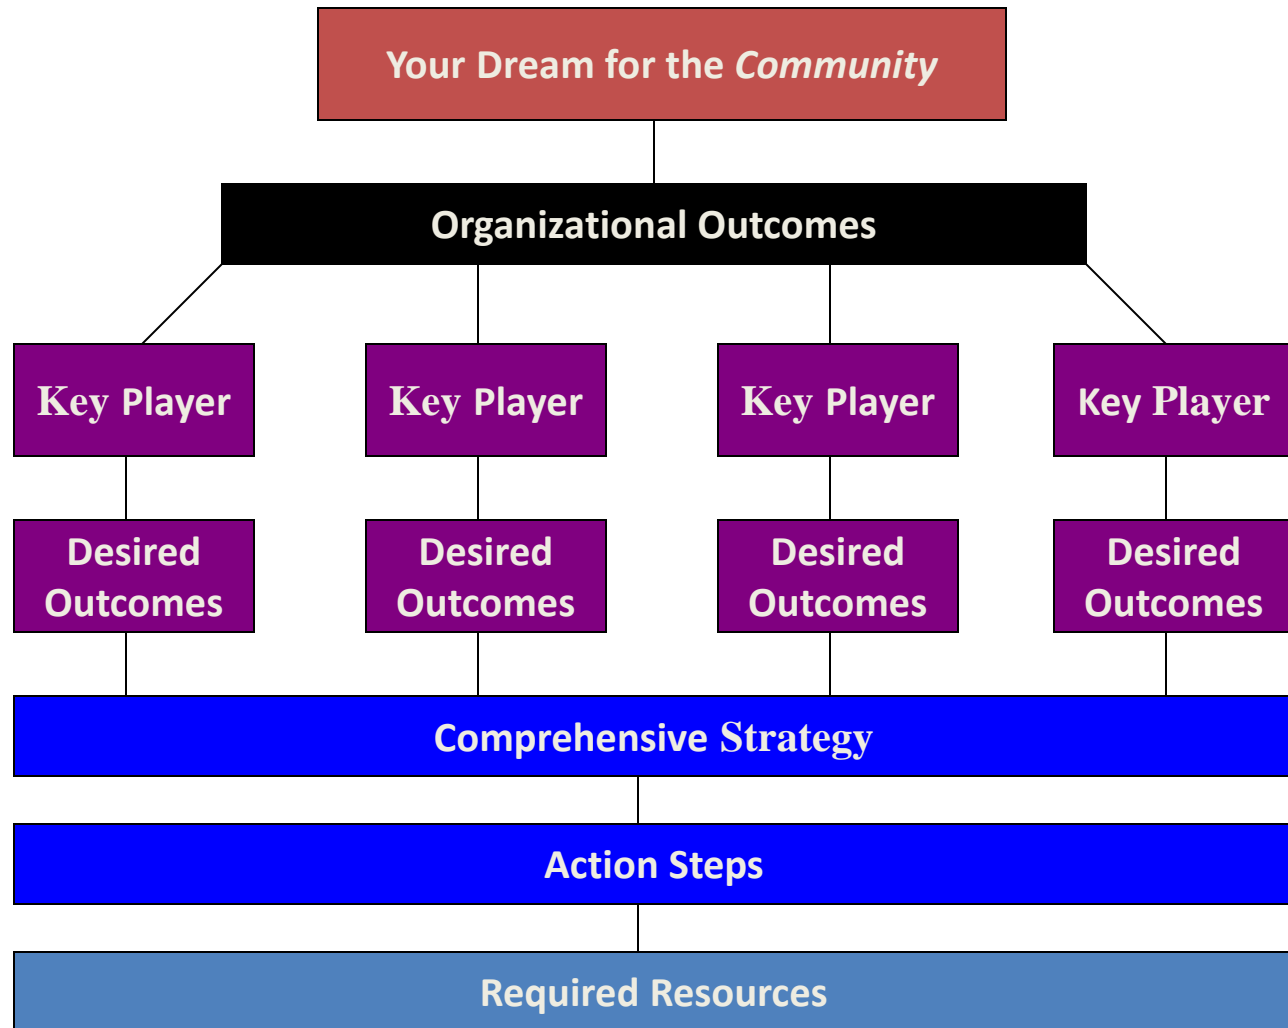 Your Dream for the Community
Organizational Outcomes
Key Player
Key Player
Key Player
Key Player
Desired
Outcomes
Desired
Outcomes
Desired
Outcomes
Desired
Outcomes
Comprehensive Strategy
Action Steps
Required Resources